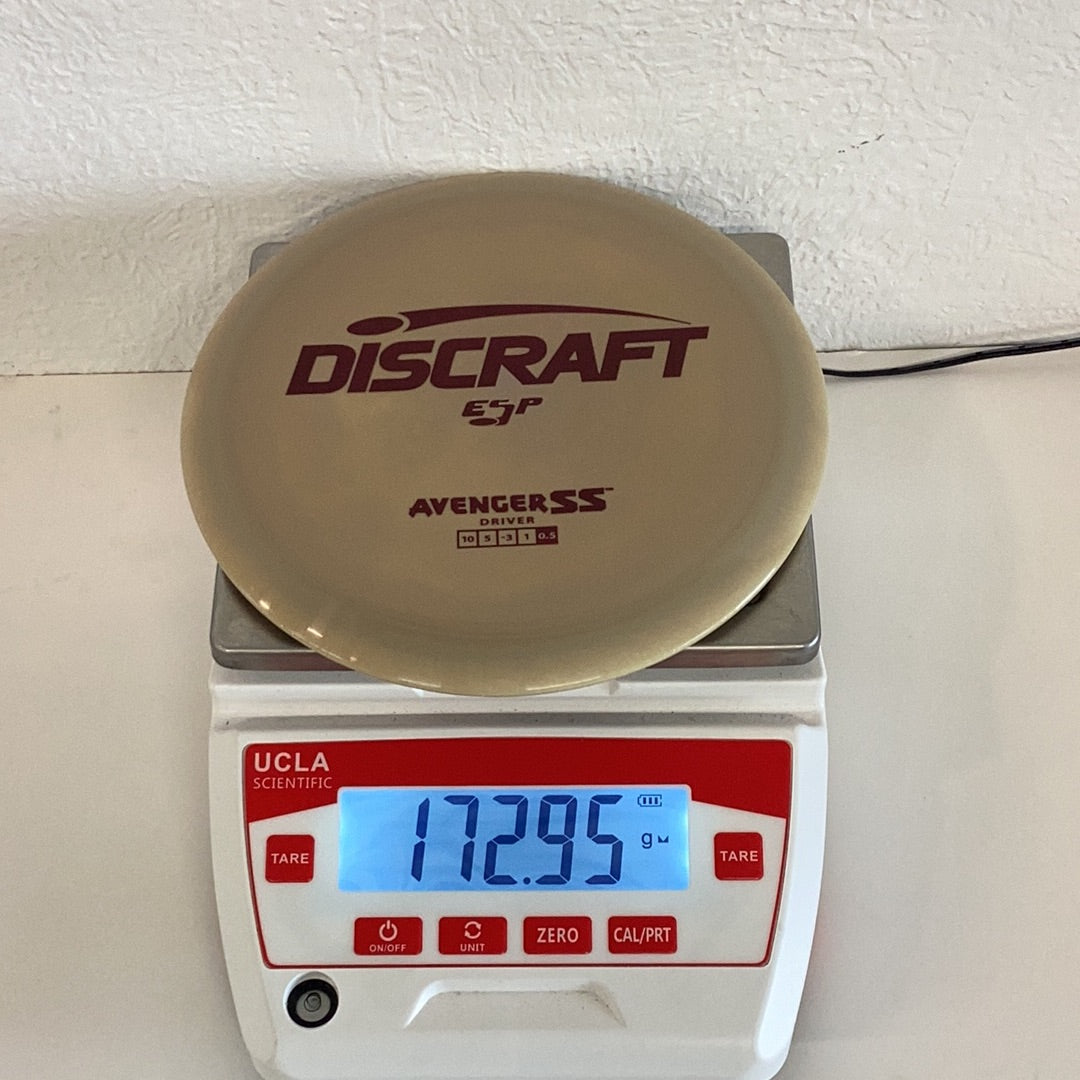 DISCRAFT
ESP
AVENGER SS™
DRIVER
10 5 -3 1 0.5
UCLA
SCIENTIFIC
172.95 g
TARE
TARE
ON/OFF
UNIT
ZERO
CAL/PRT